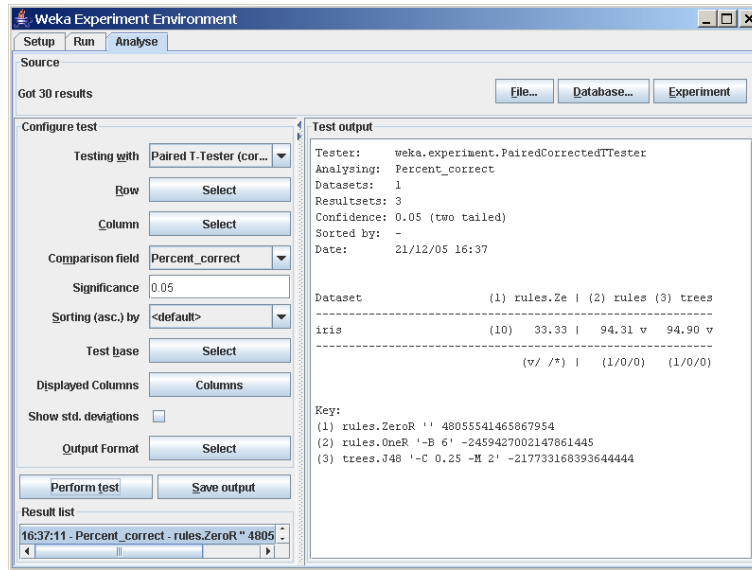 Weka Experiment Environment
Setup Run Analyse
Source
Got 30 results
File... Database... Experiment
Configure test
Testing with Paired T-Tester (cor...
Row Select
Column Select
Comparison field Percent_correct
Significance 0.05
Sorting (asc.) by <default>
Test base Select
Displayed Columns Columns
Show std. deviations
Output Format Select
Perform test Save output
Result list
16:37:11 - Percent_correct - rules.ZeroR '' 4805
Test output
Tester: weka.experiment.PairedCorrectedTTester
Analysing: Percent_correct
Datasets: 1
Resultsets: 3
Confidence: 0.05 (two tailed)
Sorted by: -
Date: 21/12/05 16:37
Dataset (1) rules.Ze | (2) rules (3) trees
--------------------------------------------------------------
iris (10) 33.33 | 94.31 v 94.90 v
--------------------------------------------------------------
(v/ /*) | (1/0/0) (1/0/0)
Key:
(1) rules.ZeroR '' 48055541465867954
(2) rules.OneR '-B 6' -2459427002147861445
(3) trees.J48 '-C 0.25 -M 2' -217733168393644444